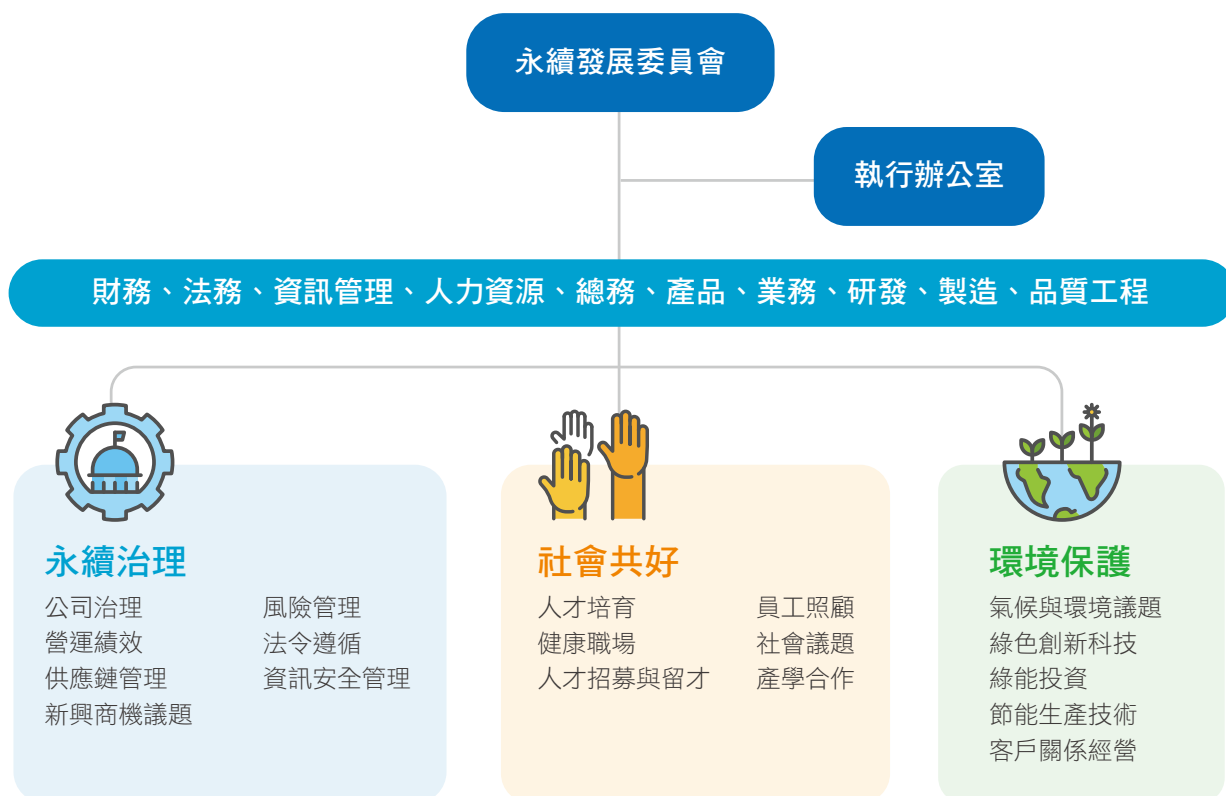 永續發展委員會
執行辦公室
財務、法務、資訊管理、人力資源、總務、產品、業務、研發、製造、品質工程
永續治理
公司治理
營運績效
供應鏈管理
新興商機議題
風險管理
法令遵循
資訊安全管理
社會共好
人才培育
健康職場
人才招募與留才
員工照顧
社會議題
產學合作
環境保護
氣候與環境議題
綠色創新科技
綠能投資
節能生產技術
客戶關係經營